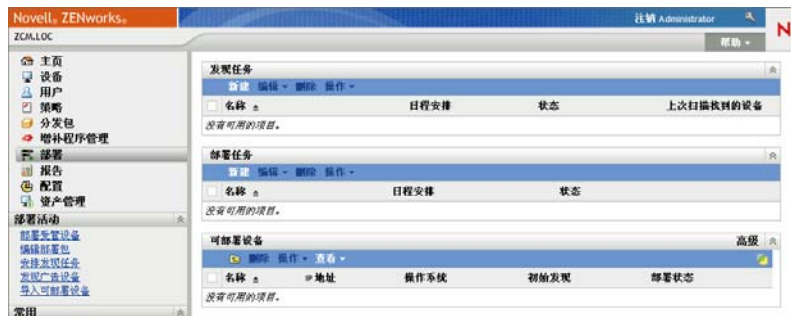 Novell® ZENworks®
注销 Administrator
N
ZCM.LOC
帮助
主页
设备
用户
策略
分发包
增补程序管理
部署
报告
配置
资产管理
部署活动
部署受管设备
编辑部署包
安排发现任务
发现广告设备
导入可部署设备
常用
发现任务
新建 编辑 删除 操作
名称 日程安排 状态 上次扫描找到的设备
没有可用的项目。
部署任务
新建 编辑 删除 操作
名称 日程安排 状态
没有可用的项目。
可部署设备 高级
删除 操作 查看
名称 IP地址 操作系统 初始发现 部署状态
没有可用的项目。